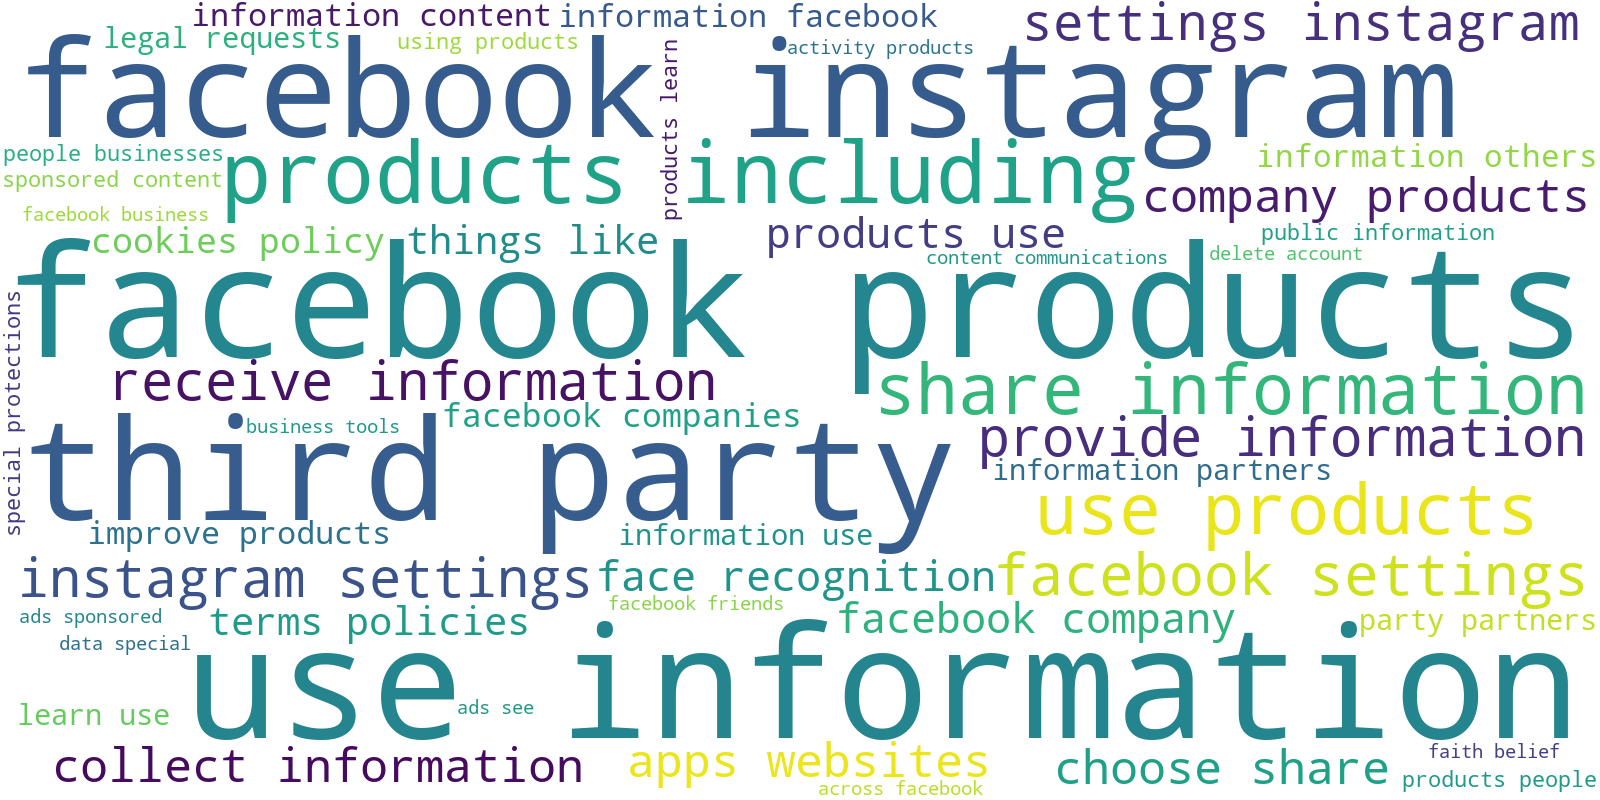 information content
information facebook
settings instagram
legal requests
using products
activity products
facebook instagram
products learn
people businesses
sponsored content
products including
information others
company products
facebook business
cookies policy
things like
products use
public information
content communications
delete account
facebook products
special protections
receive information
share information
facebook companies
business tools
third party
provide information
information partners
use products
improve products
information use
instagram settings
face recognition
facebook settings
ads sponsored
facebook friends
terms policies
facebook company
party partners
data special
use information
learn use
ads see
collect information
apps websites
choose share
faith belief
products people
across facebook